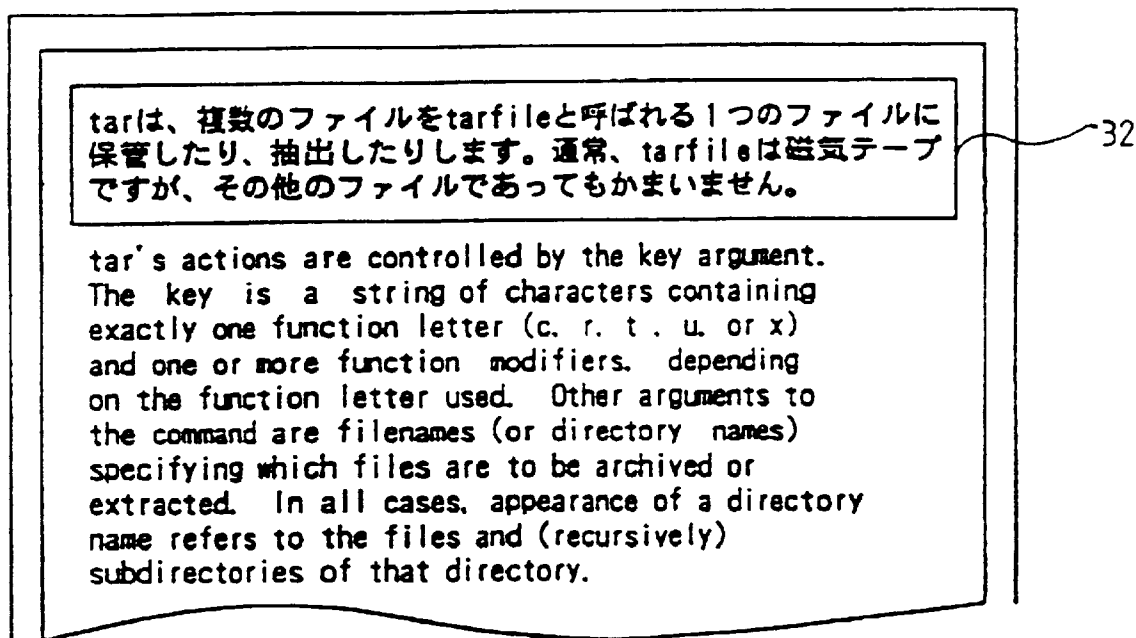 tarは、複数のファイルをtarfileと呼ばれる1つのファイルに
保管したり、抽出したりします。通常、tarfileは磁気テープ
ですが、その他のファイルであってもかまいません。
32
tar's actions are controlled by the key argument.
The key is a string of characters containing
exactly one function letter (c. r. t . u. or x)
and one or more function modifiers. depending
on the function letter used. Other arguments to
the command are filenames (or directory names)
specifying which files are to be archived or
extracted. In all cases. appearance of a directory
name refers to the files and (recursively)
subdirectories of that directory.